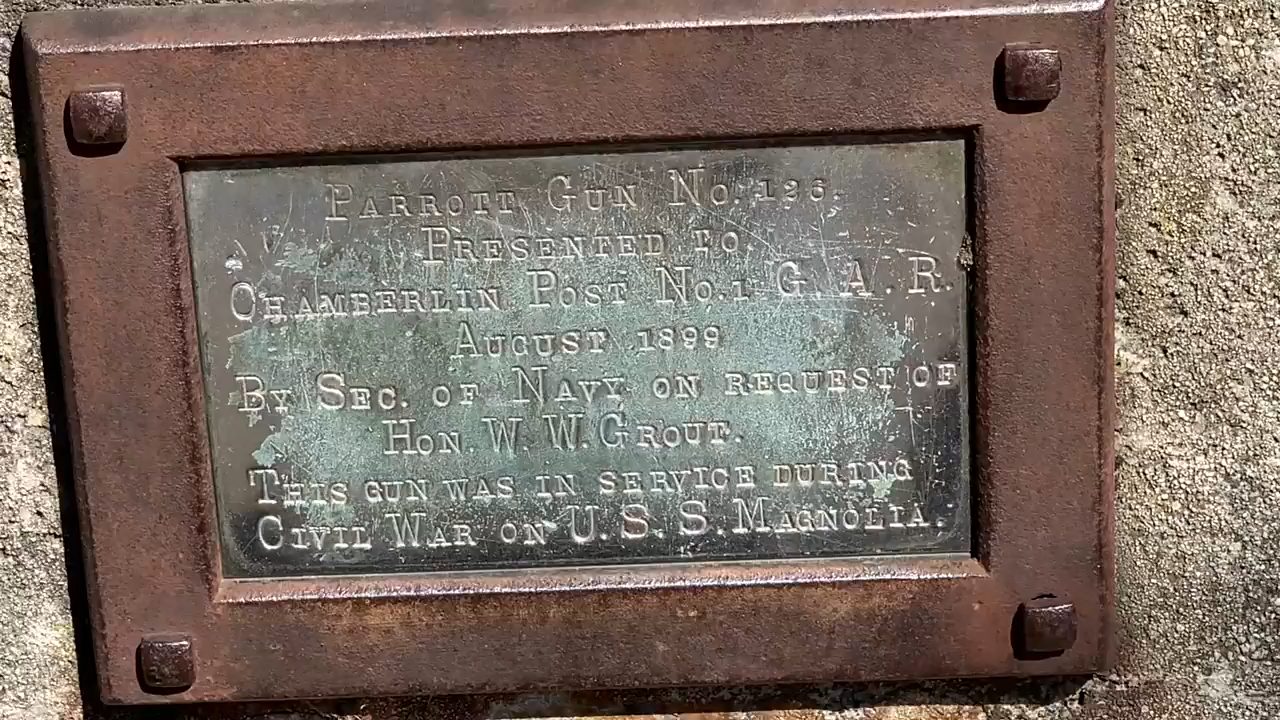 PARROTT GUN NO. 126.
PRESENTED TO
CHAMBERLIN POST NO. 1 G. A. R.
AUGUST 1899
BY SEC. OF NAVY ON REQUEST OF
HON. W. W. GROUT.
THIS GUN WAS IN SERVICE DURING
CIVIL WAR ON U. S. S. MAGNOLIA.